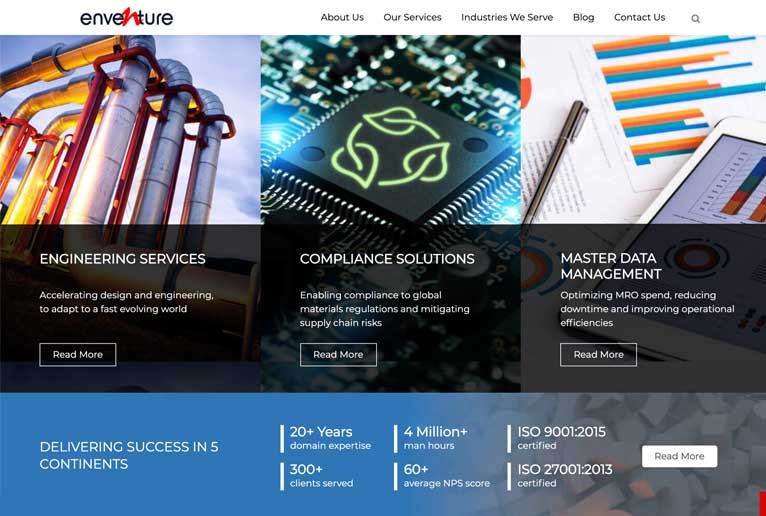 enventure
About Us
Our Services
Industries We Serve
Blog
Contact Us
ENGINEERING SERVICES
Accelerating design and engineering,
to adapt to a fast evolving world
Read More
COMPLIANCE SOLUTIONS
Enabling compliance to global
materials regulations and mitigating
supply chain risks
Read More
MASTER DATA
MANAGEMENT
Optimizing MRO spend, reducing
downtime and improving operational
efficiencies
Read More
DELIVERING SUCCESS IN 5
CONTINENTS
20+ Years
domain expertise
300+
clients served
4 Million+
man hours
60+
average NPS score
ISO 9001:2015
certified
ISO 27001:2013
certified
Read More